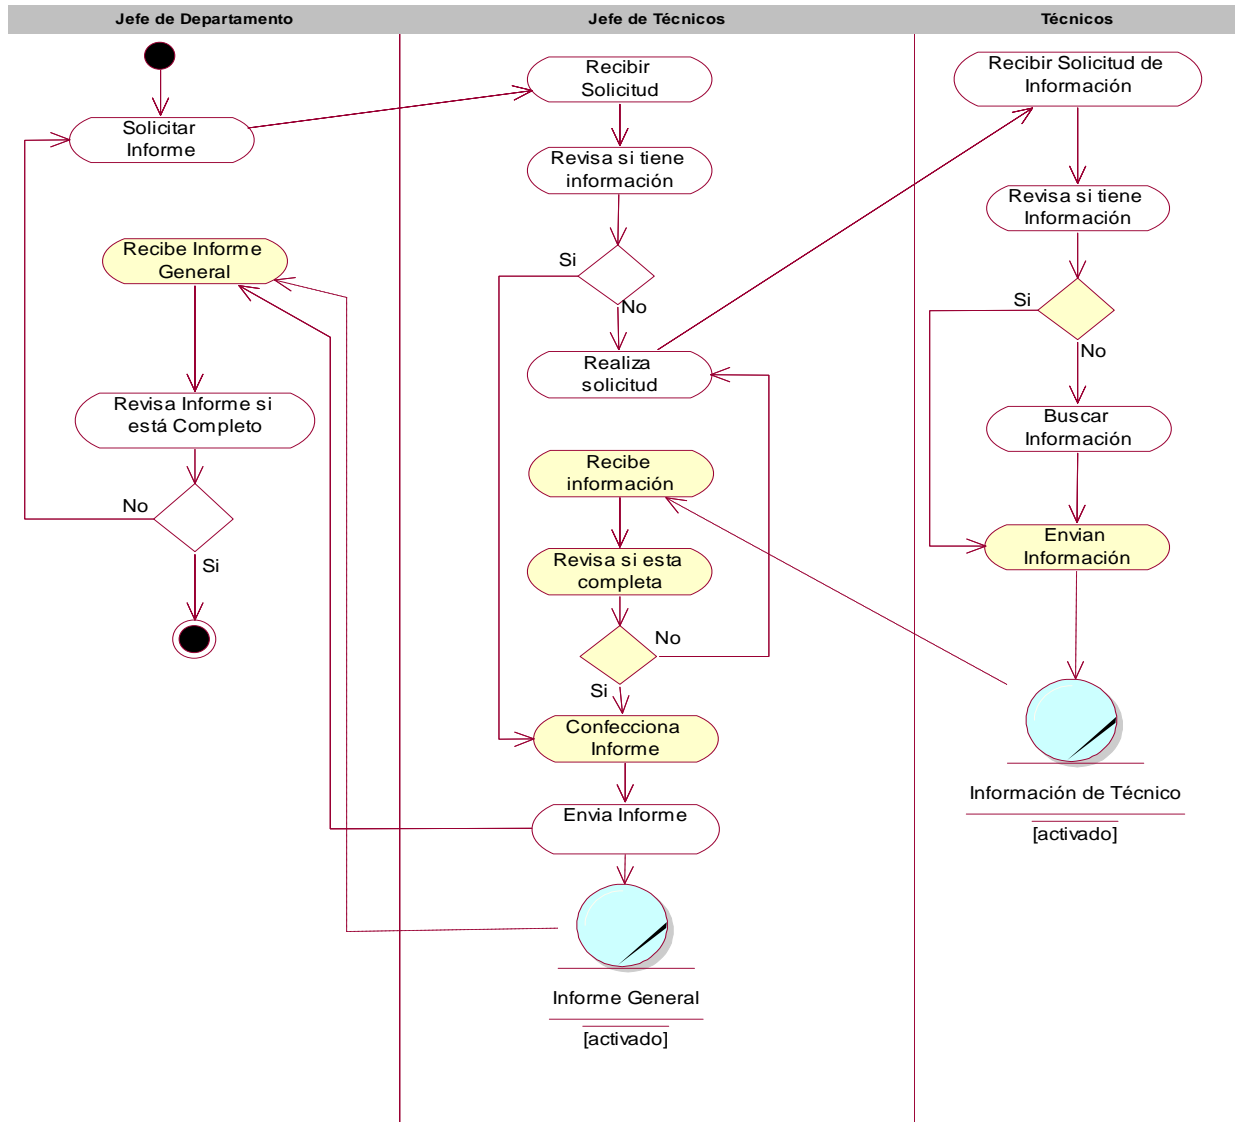 Jefe de Departamento
Solicitar
Informe
Recibe Informe
General
Revisa Informe si
está Completo
No
Si
Jefe de Técnicos
Recibir
Solicitud
Revisa si tiene
información
Si
No
Realiza
solicitud
Recibe
información
Revisa si esta
completa
No
Si
Confecciona
Informe
Envia Informe
Informe General
[activado]
Técnicos
Recibir Solicitud de
Información
Revisa si tiene
Información
Si
No
Buscar
Información
Envian
Información
Información de Técnico
[activado]